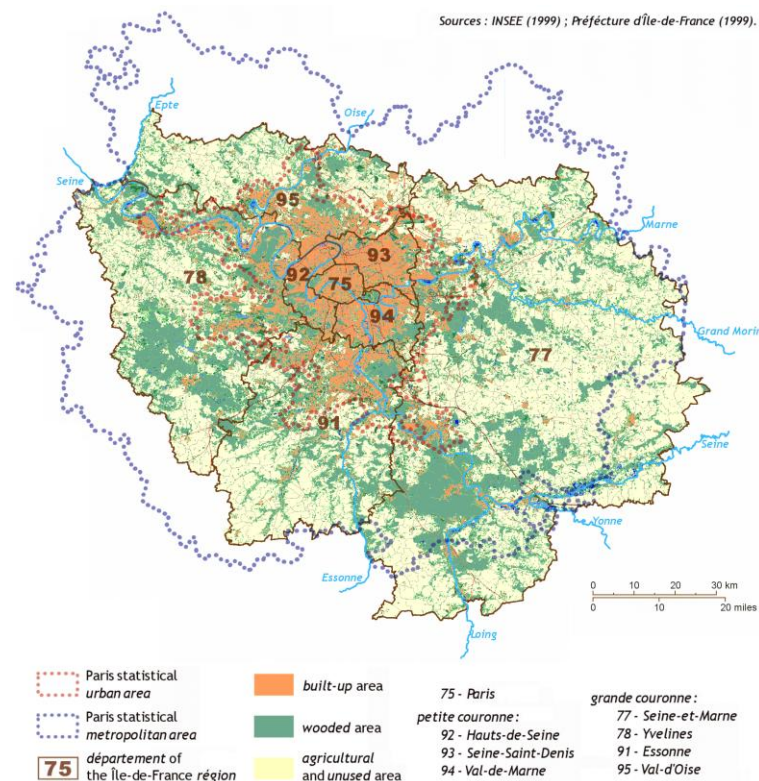 Sources : INSEE (1999) ; Préfécture d'Île-de-France (1999).
Epte
Oise
Seine
95
Marne
93
78
92
75
94
Grand Morin
77
91
Seine
Yonne
Essonne
Loing
0 10 20 30 km
0 10 20 miles
Paris statistical
urban area
Paris statistical
metropolitan area
75 département of
the Île-de-France région
built-up area
wooded area
agricultural
and unused area
75 - Paris
petite couronne :
92 - Hauts-de-Seine
93 - Seine-Saint-Denis
94 - Val-de-Marne
grande couronne :
77 - Seine-et-Marne
78 - Yvelines
91 - Essonne
95 - Val-d'Oise